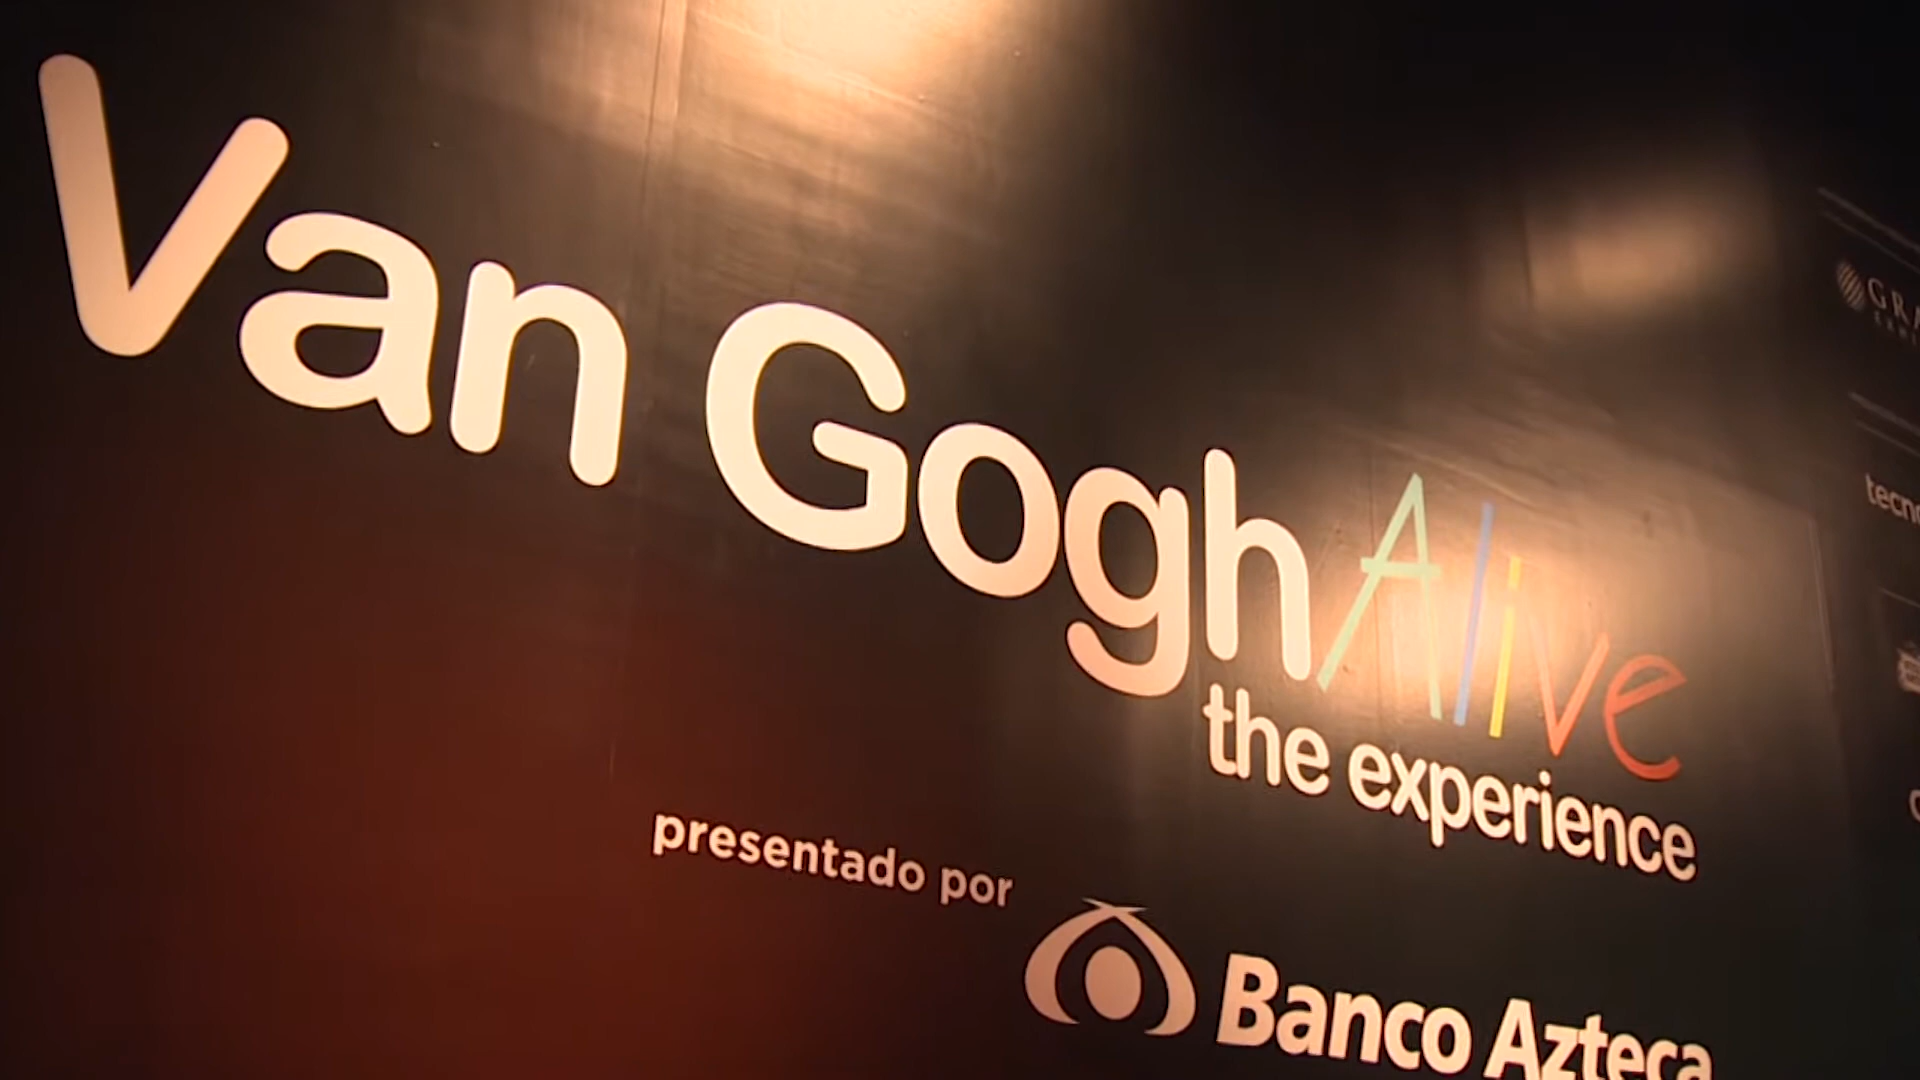 Van Gogh Alive
the experience
presentado por
Banco Azteca